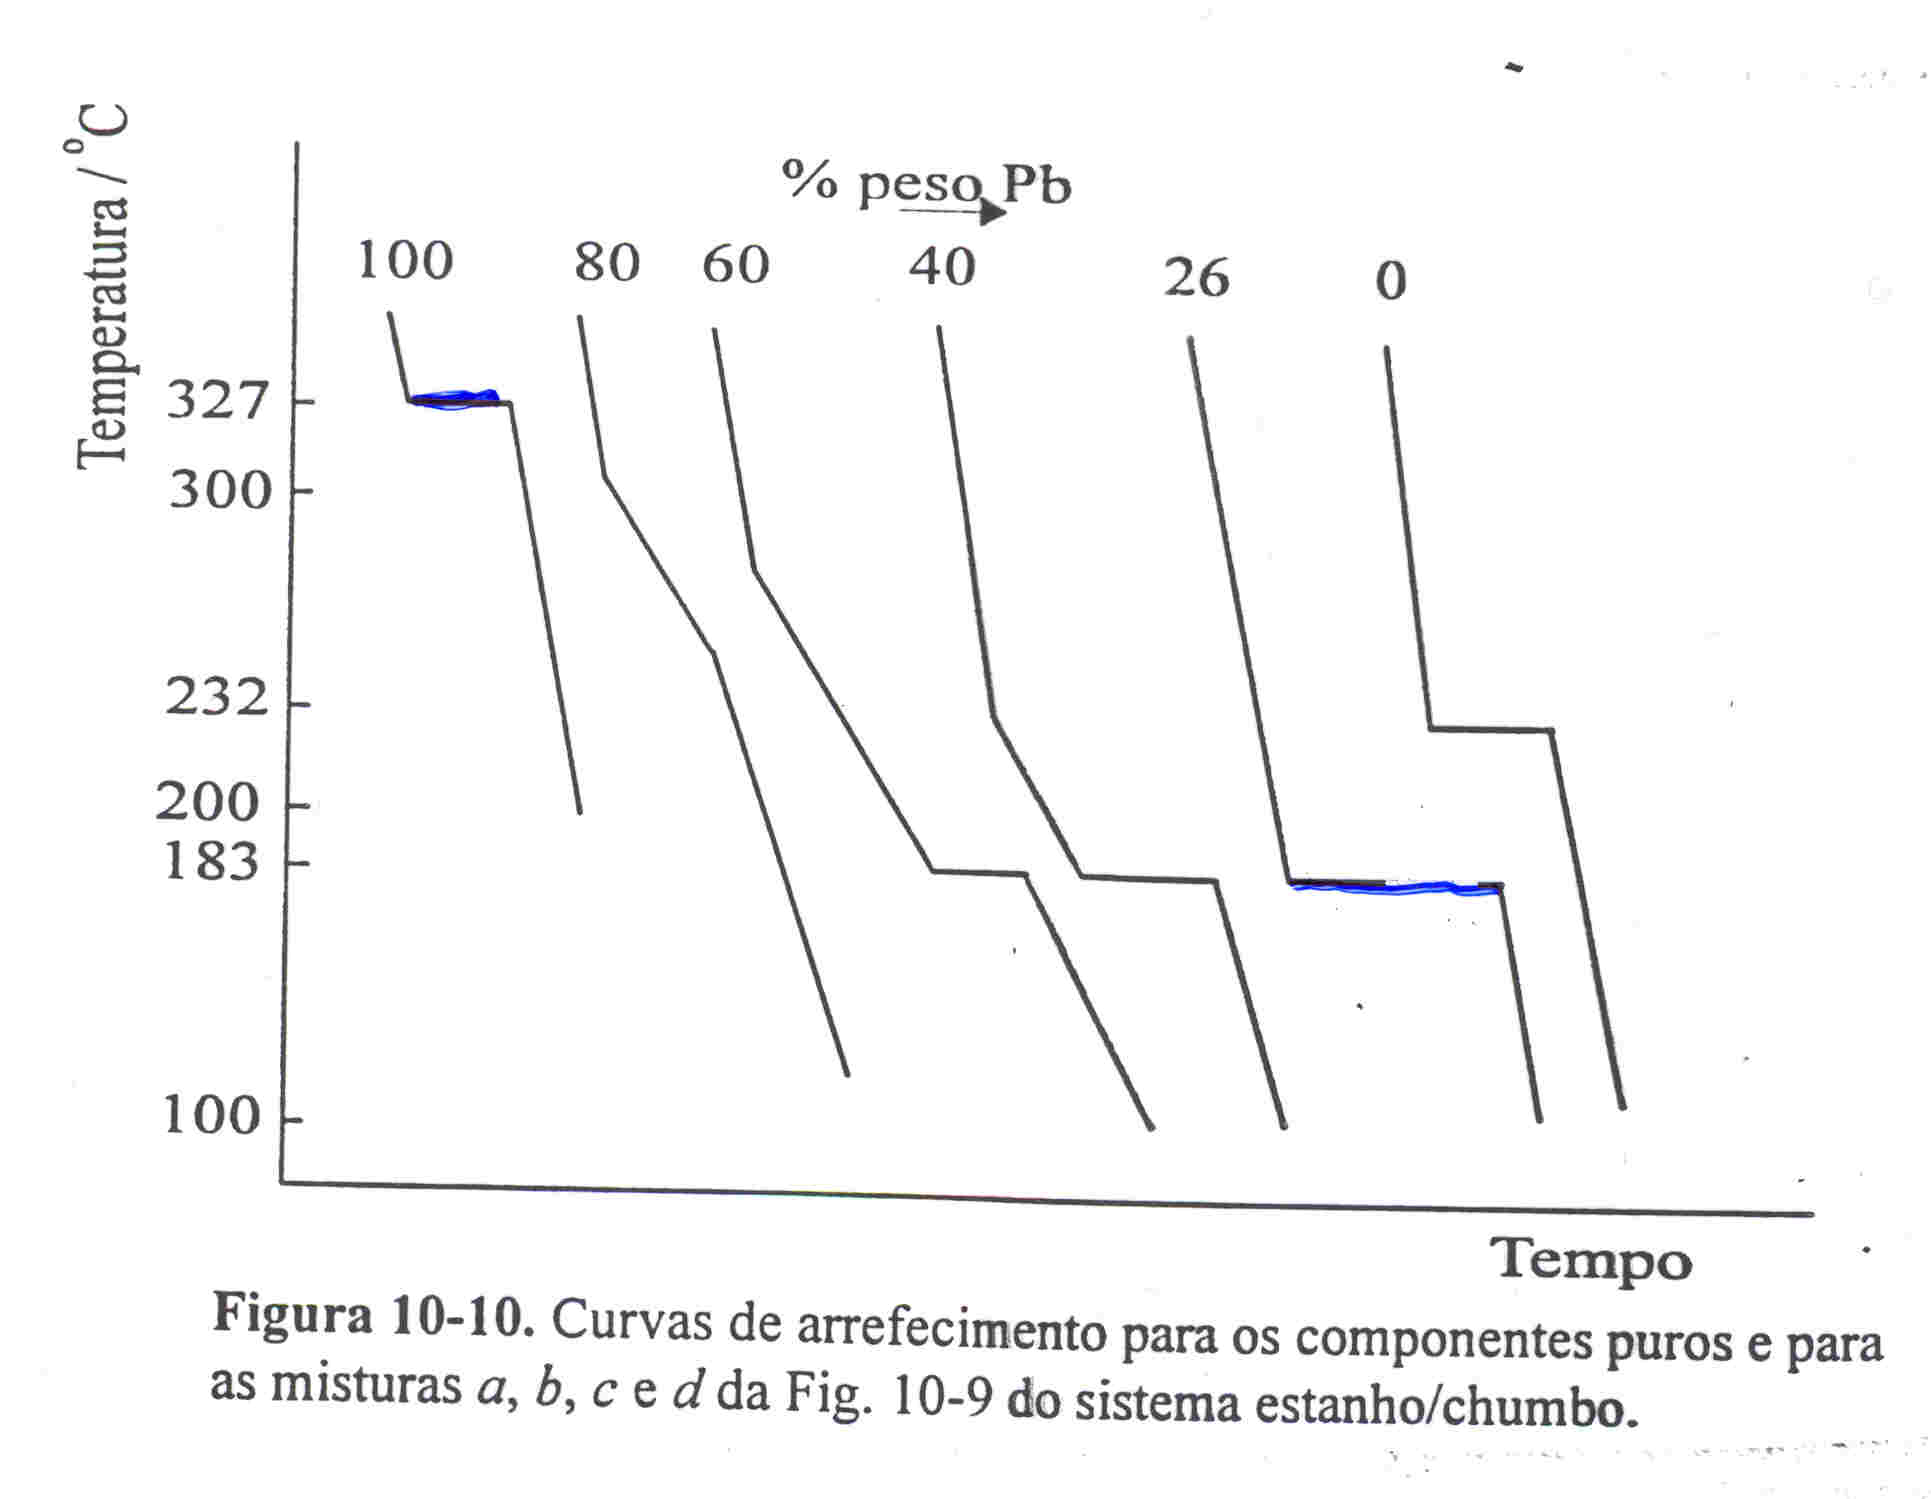 Temperatura / °C
% peso Pb
100 80 60 40 26 0
327
300
232
200
183
100
Tempo
Figura 10-10. Curvas de arrefecimento para os componentes puros e para
as misturas a, b, c e d da Fig. 10-9 do sistema estanho/chumbo.